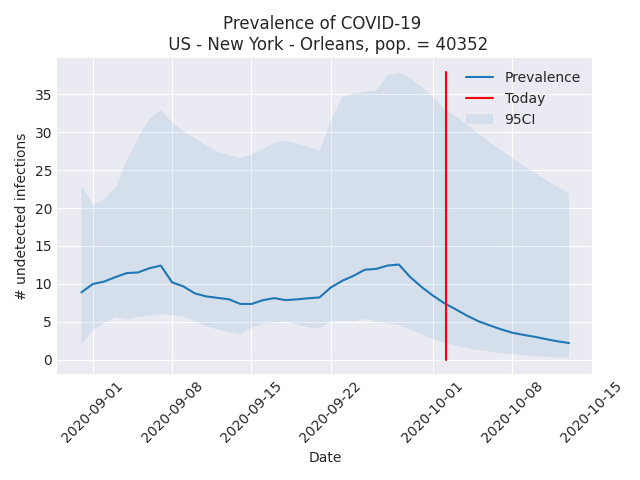 Prevalence of COVID-19
US - New York - Orleans, pop. = 40352
Prevalence
Today
95CI
# undetected infections
35
30
25
20
15
10
5
0
2020-09-01
2020-09-08
2020-09-15
2020-09-22
2020-10-01
2020-10-08
2020-10-15
Date